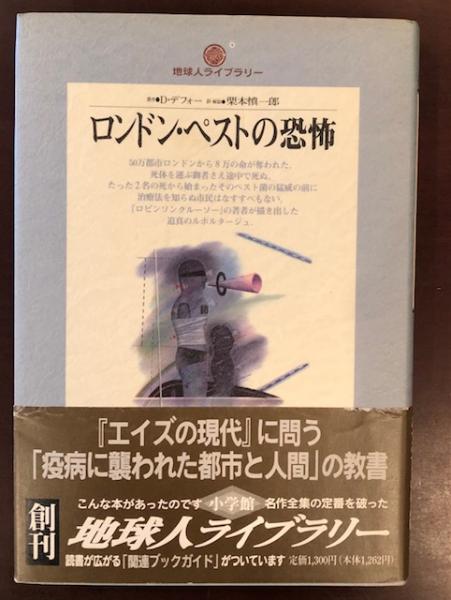 地球人ライブラリー
原作●D・デフォー 訳・解説●栗本慎一郎
ロンドン・ペストの恐怖
50万都市ロンドンから8万の命が奪われた。
死体を運ぶ御者さえ途中で死ぬ。
たった2名の死から始まったそのペスト菌の猛威の前に
治療法を知らぬ市民はなすすべもない。
『ロビンソンクルーソー』の著者が描き出した
迫真のルポルタージュ。
『エイズの現代』に問う
「疫病に襲われた都市と人間」の教書
こんな本があったのです 小学館 名作全集の定番を破った
創刊 地球人ライブラリー
読書が広がる「関連ブックガイド」がついています 定価1,300円(本体1,262円)